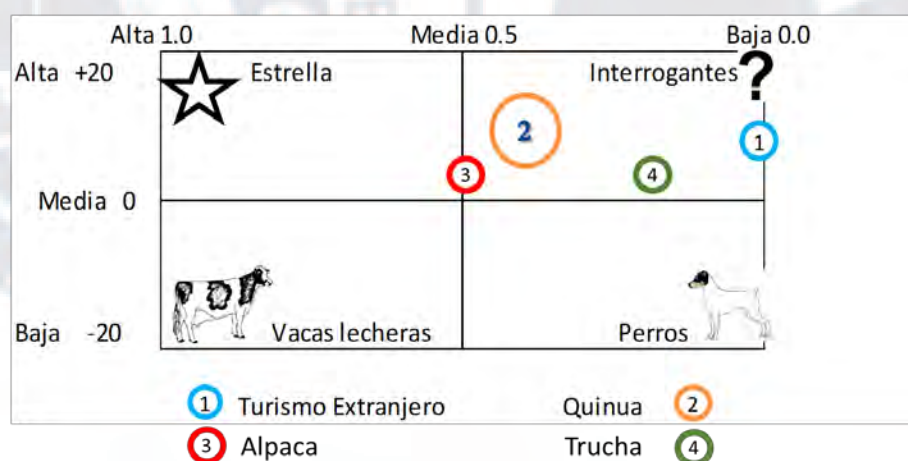 Alta 1.0 Media 0.5 Baja 0.0
Alta +20 Estrella Interrogantes ?
2
1
3 4
Media 0
Baja -20 Vacas lecheras Perros
1 Turismo Extranjero Quinua 2
3 Alpaca Trucha 4